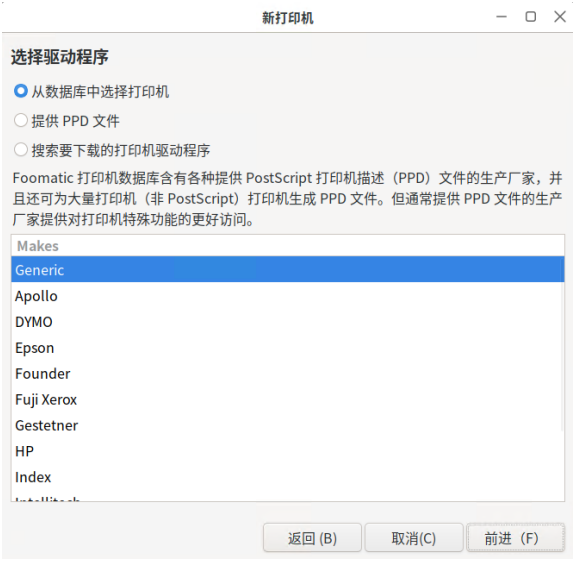 新打印机
选择驱动程序
从数据库中选择打印机
提供 PPD 文件
搜索要下载的打印机驱动程序
Foomatic 打印机数据库含有各种提供 PostScript 打印机描述（PPD）文件的生产厂家，并
且还可为大量打印机（非 PostScript）打印机生成 PPD 文件。但通常提供 PPD 文件的生产
厂家提供对打印机特殊功能的更好访问。
Makes
Generic
Apollo
DYMO
Epson
Founder
Fuji Xerox
Gestetner
HP
Index
返回 (B) 取消(C) 前进（F）